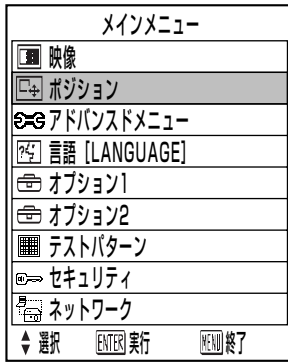 メインメニュー
映像
ポジション
アドバンスドメニュー
言語 [LANGUAGE]
オプション1
オプション2
テストパターン
セキュリティ
ネットワーク
選択 ENTER 実行 MENU 終了